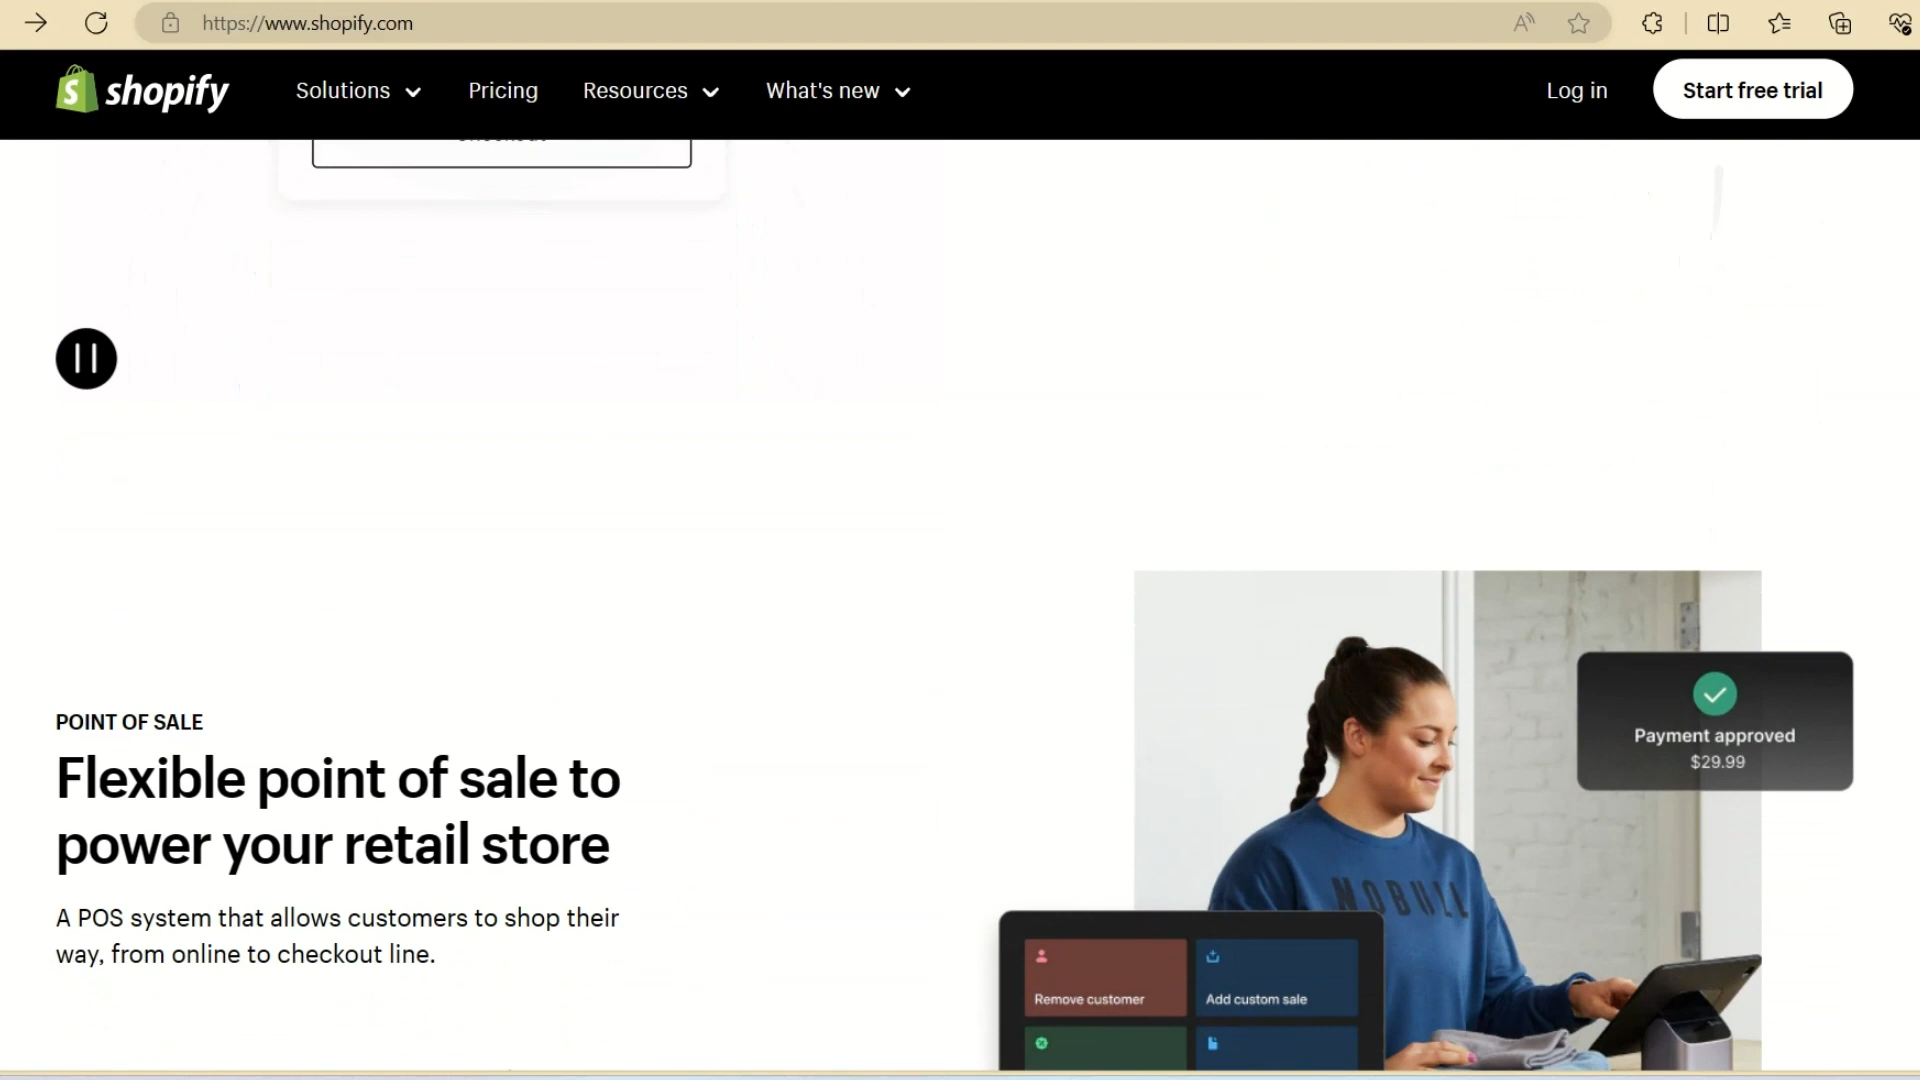 https://www.shopify.com
shopify
Solutions
Pricing
Resources
What's new
Log in
Start free trial
POINT OF SALE
Flexible point of sale to
power your retail store
A POS system that allows customers to shop their
way, from online to checkout line.
Payment approved
$29.99
NOBULL
Remove customer
Add custom sale